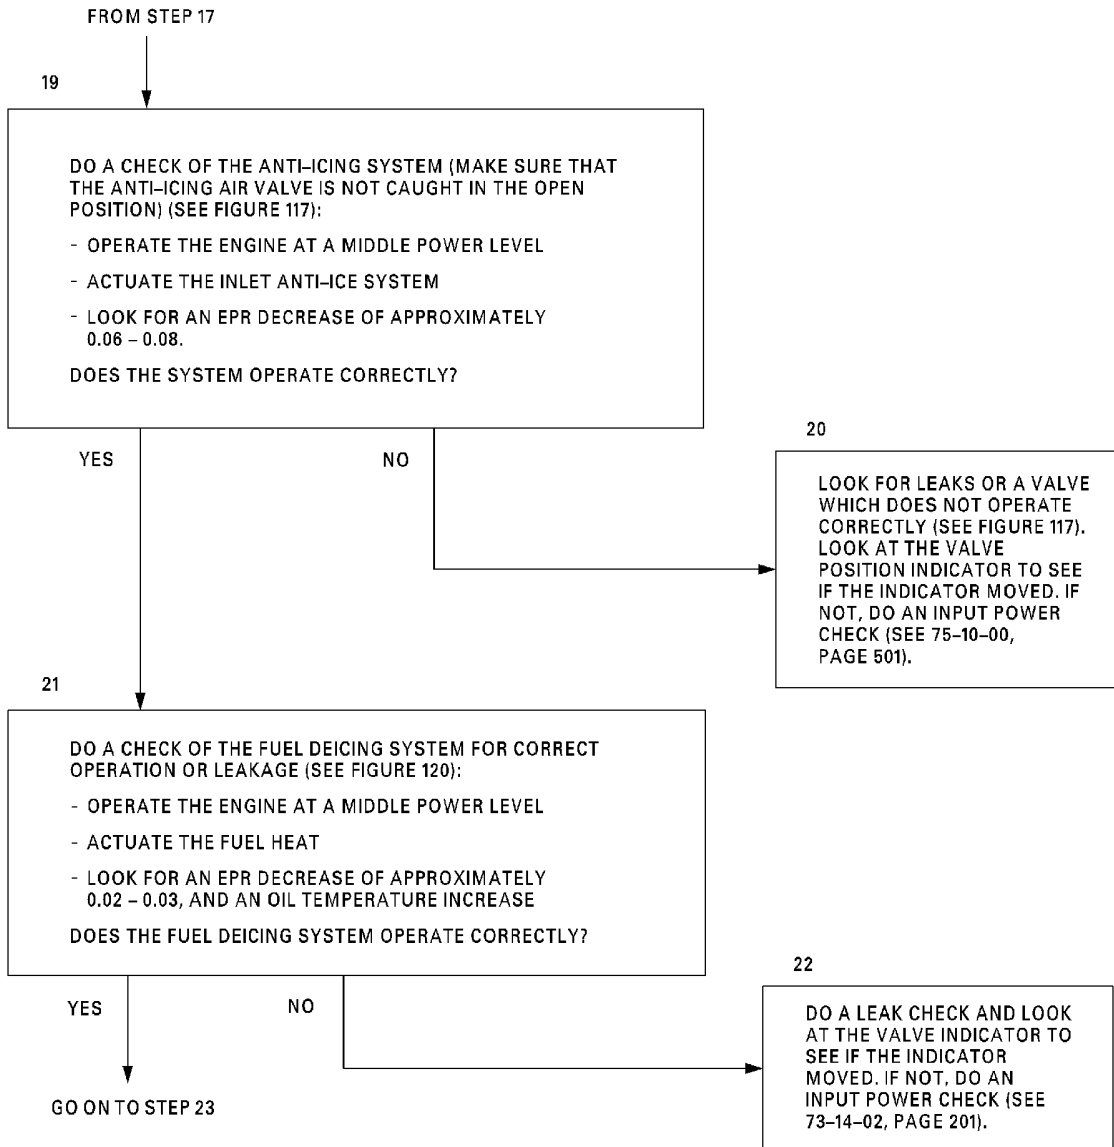 FROM STEP 17
19
DO A CHECK OF THE ANTI–ICING SYSTEM (MAKE SURE THAT
THE ANTI–ICING AIR VALVE IS NOT CAUGHT IN THE OPEN
POSITION) (SEE FIGURE 117):
- OPERATE THE ENGINE AT A MIDDLE POWER LEVEL
- ACTUATE THE INLET ANTI–ICE SYSTEM
- LOOK FOR AN EPR DECREASE OF APPROXIMATELY
0.06 – 0.08.
DOES THE SYSTEM OPERATE CORRECTLY?
YES
NO
20
LOOK FOR LEAKS OR A VALVE
WHICH DOES NOT OPERATE
CORRECTLY (SEE FIGURE 117).
LOOK AT THE VALVE
POSITION INDICATOR TO SEE
IF THE INDICATOR MOVED. IF
NOT, DO AN INPUT POWER
CHECK (SEE 75–10–00,
PAGE 501).
21
DO A CHECK OF THE FUEL DEICING SYSTEM FOR CORRECT
OPERATION OR LEAKAGE (SEE FIGURE 120):
- OPERATE THE ENGINE AT A MIDDLE POWER LEVEL
- ACTUATE THE FUEL HEAT
- LOOK FOR AN EPR DECREASE OF APPROXIMATELY
0.02 – 0.03, AND AN OIL TEMPERATURE INCREASE
DOES THE FUEL DEICING SYSTEM OPERATE CORRECTLY?
YES
NO
22
DO A LEAK CHECK AND LOOK
AT THE VALVE INDICATOR TO
SEE IF THE INDICATOR
MOVED. IF NOT, DO AN
INPUT POWER CHECK (SEE
73–14–02, PAGE 201).
GO ON TO STEP 23